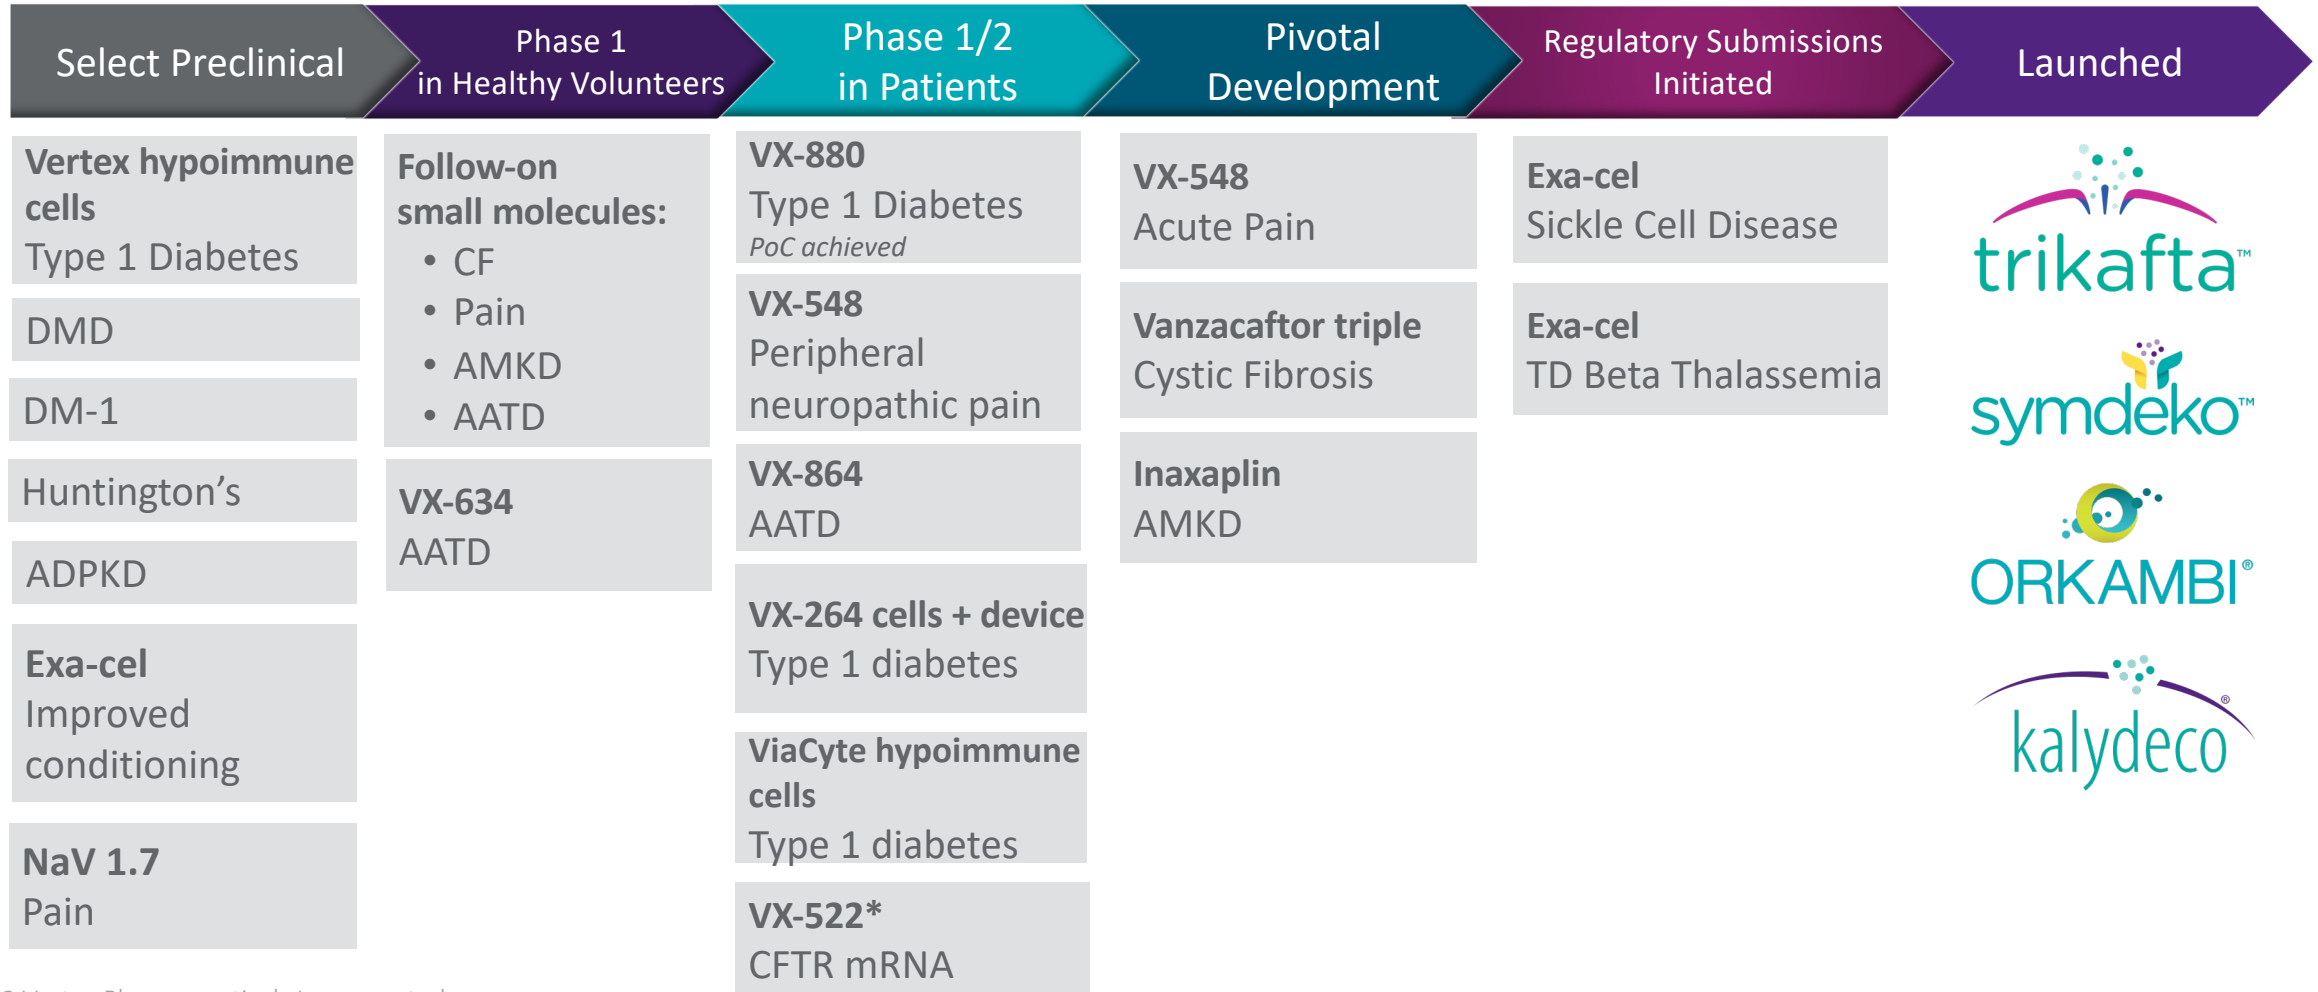 Select Preclinical
Phase 1
in Healthy Volunteers
Phase 1/2
in Patients
Pivotal
Development
Regulatory Submissions
Initiated
Launched
Vertex hypoimmune
cells
Type 1 Diabetes
DMD
DM-1
Huntington’s
ADPKD
Exa-cel
Improved
conditioning
NaV 1.7
Pain
Follow-on
small molecules:
• CF
• Pain
• AMKD
• AATD
VX-634
AATD
VX-880
Type 1 Diabetes
PoC achieved
VX-548
Peripheral
neuropathic pain
VX-864
AATD
VX-264 cells + device
Type 1 diabetes
ViaCyte hypoimmune
cells
Type 1 diabetes
VX-522*
CFTR mRNA
VX-548
Acute Pain
Vanzacaftor triple
Cystic Fibrosis
Inaxaplin
AMKD
Exa-cel
Sickle Cell Disease
Exa-cel
TD Beta Thalassemia
trikafta™
symdeko™
ORKAMBI®
kalydeco®